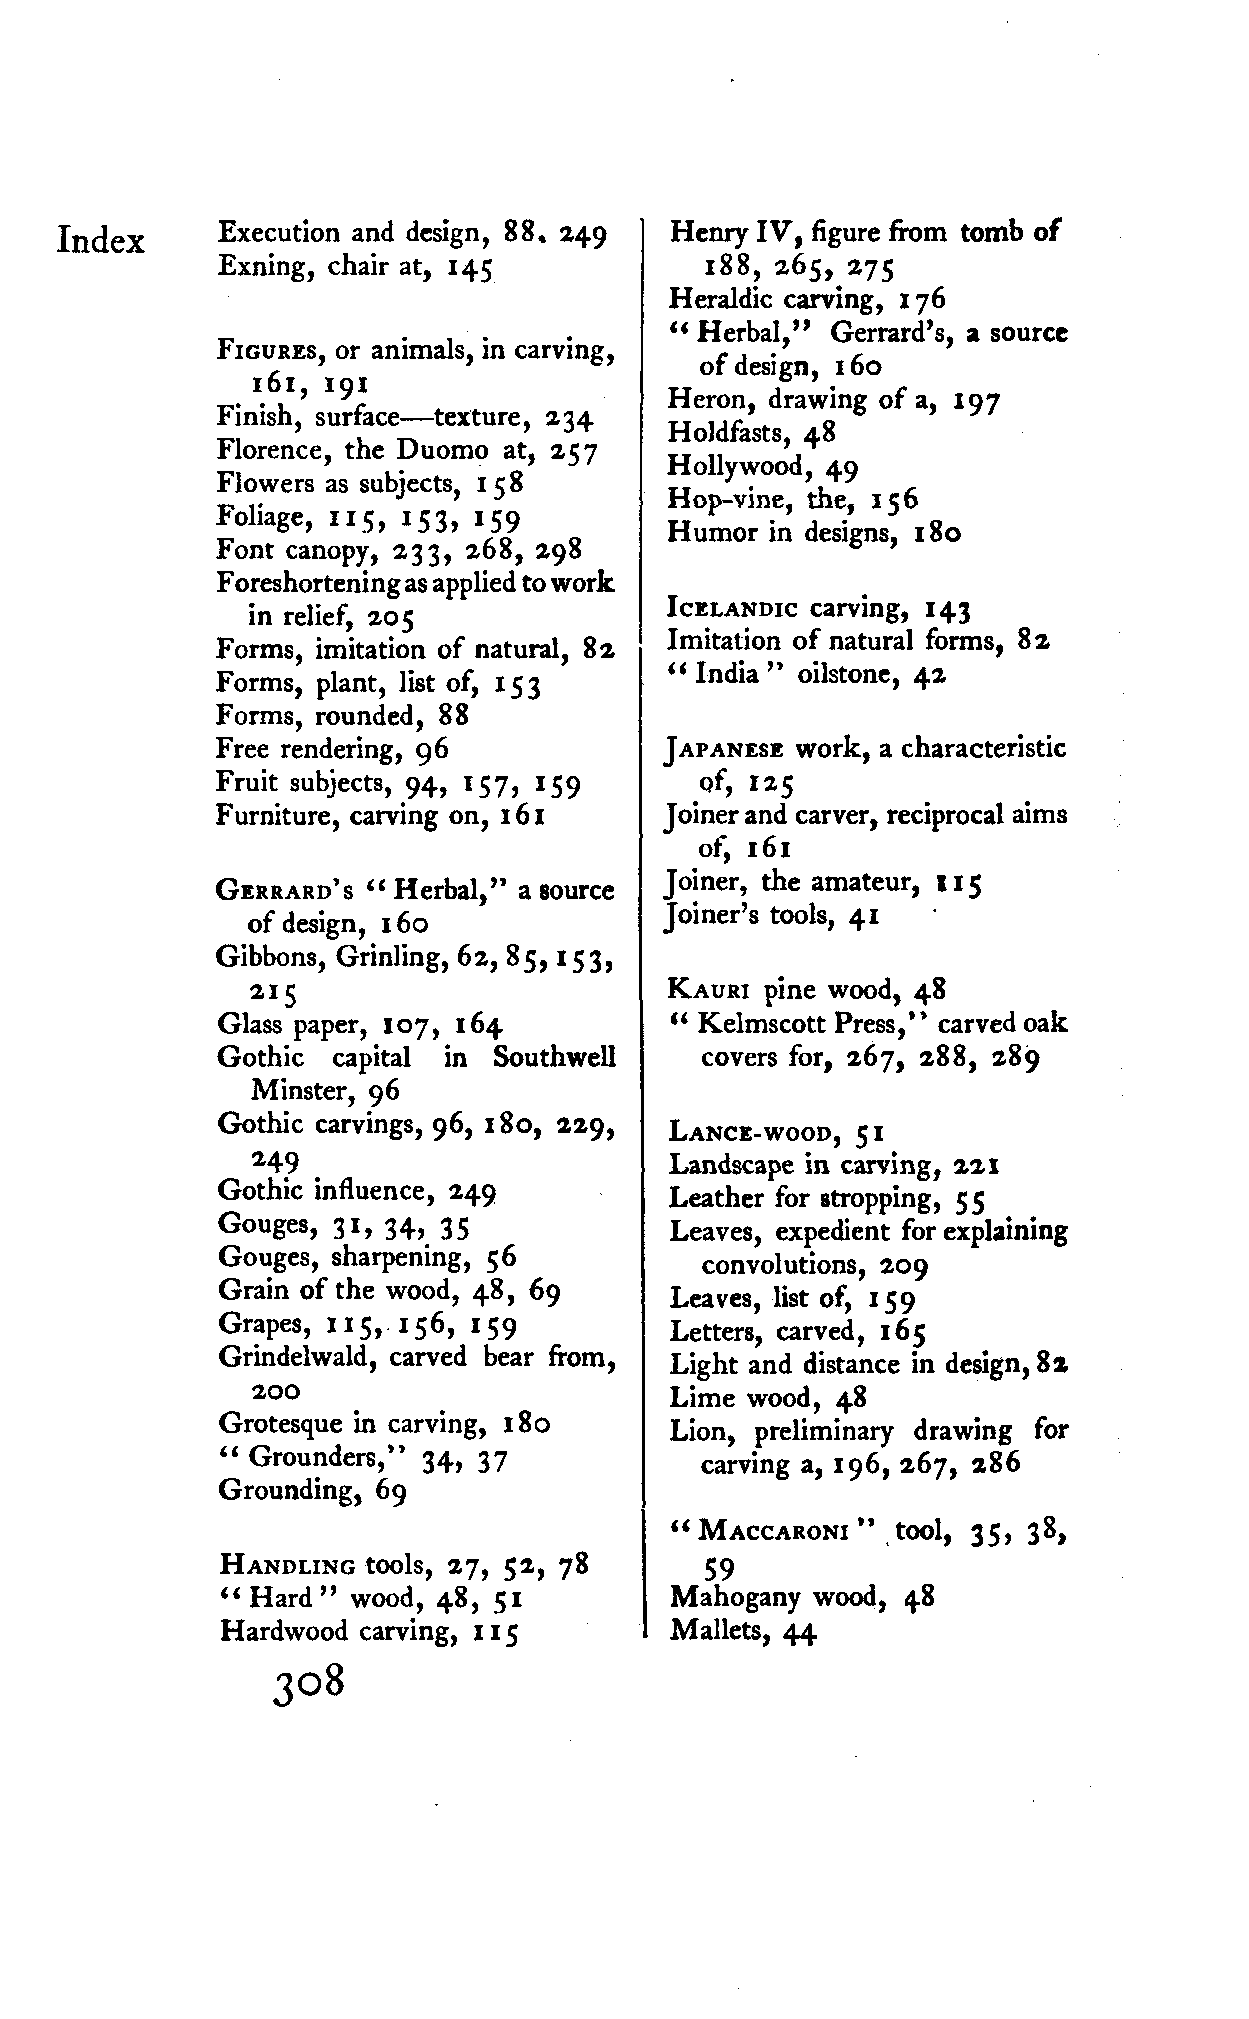 Index
Execution and design, 88, 249
Exning, chair at, 145
FIGURES, or animals, in carving,
161, 191
Finish, surface—texture, 234
Florence, the Duomo at, 257
Flowers as subjects, 158
Foliage, 115, 153, 159
Font canopy, 233, 268, 298
Foreshortening as applied to work
in relief, 205
Forms, imitation of natural, 82
Forms, plant, list of, 153
Forms, rounded, 88
Free rendering, 96
Fruit subjects, 94, 157, 159
Furniture, carving on, 161
GERRARD'S "Herbal," a source
of design, 160
Gibbons, Grinling, 62, 85, 153,
215
Glass paper, 107, 164
Gothic capital in Southwell
Minster, 96
Gothic carvings, 96, 180, 229,
249
Gothic influence, 249
Gouges, 31, 34, 35
Gouges, sharpening, 56
Grain of the wood, 48, 69
Grapes, 115, 156, 159
Grindelwald, carved bear from,
200
Grotesque in carving, 180
"Grounders," 34, 37
Grounding, 69
HANDLING tools, 27, 52, 78
"Hard" wood, 48, 51
Hardwood carving, 115
Henry IV, figure from tomb of
188, 265, 275
Heraldic carving, 176
"Herbal," Gerrard's, a source
of design, 160
Heron, drawing of a, 197
Holdfasts, 48
Hollywood, 49
Hop-vine, the, 156
Humor in designs, 180
ICELANDIC carving, 143
Imitation of natural forms, 82
"India" oilstone, 42
JAPANESE work, a characteristic
of, 125
Joiner and carver, reciprocal aims
of, 161
Joiner, the amateur, 115
Joiner's tools, 41
KAURI pine wood, 48
"Kelmscott Press," carved oak
covers for, 267, 288, 289
LANCE-WOOD, 51
Landscape in carving, 221
Leather for stropping, 55
Leaves, expedient for explaining
convolutions, 209
Leaves, list of, 159
Letters, carved, 165
Light and distance in design, 82
Lime wood, 48
Lion, preliminary drawing for
carving a, 196, 267, 286
"MACCARONI" tool, 35, 38,
59
Mahogany wood, 48
Mallets, 44
308